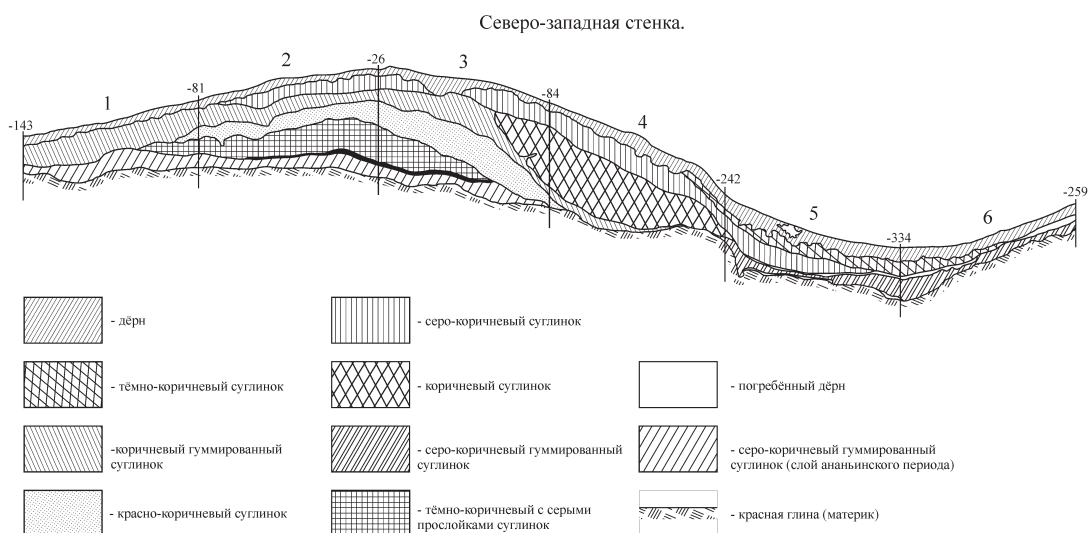 Северо-западная стенка.
-26
2
3
-81
-84
1
4
-143
-242
-259
5
6
-334
- дёрн
- серо-коричневый суглинок
- тёмно-коричневый суглинок
- коричневый суглинок
- погребённый дёрн
-коричневый гуммированный
суглинок
- серо-коричневый гуммированный
суглинок
- серо-коричневый гуммированный
суглинок (слой ананьинского периода)
- красно-коричневый суглинок
- тёмно-коричневый с серыми
прослойками суглинок
- красная глина (материк)